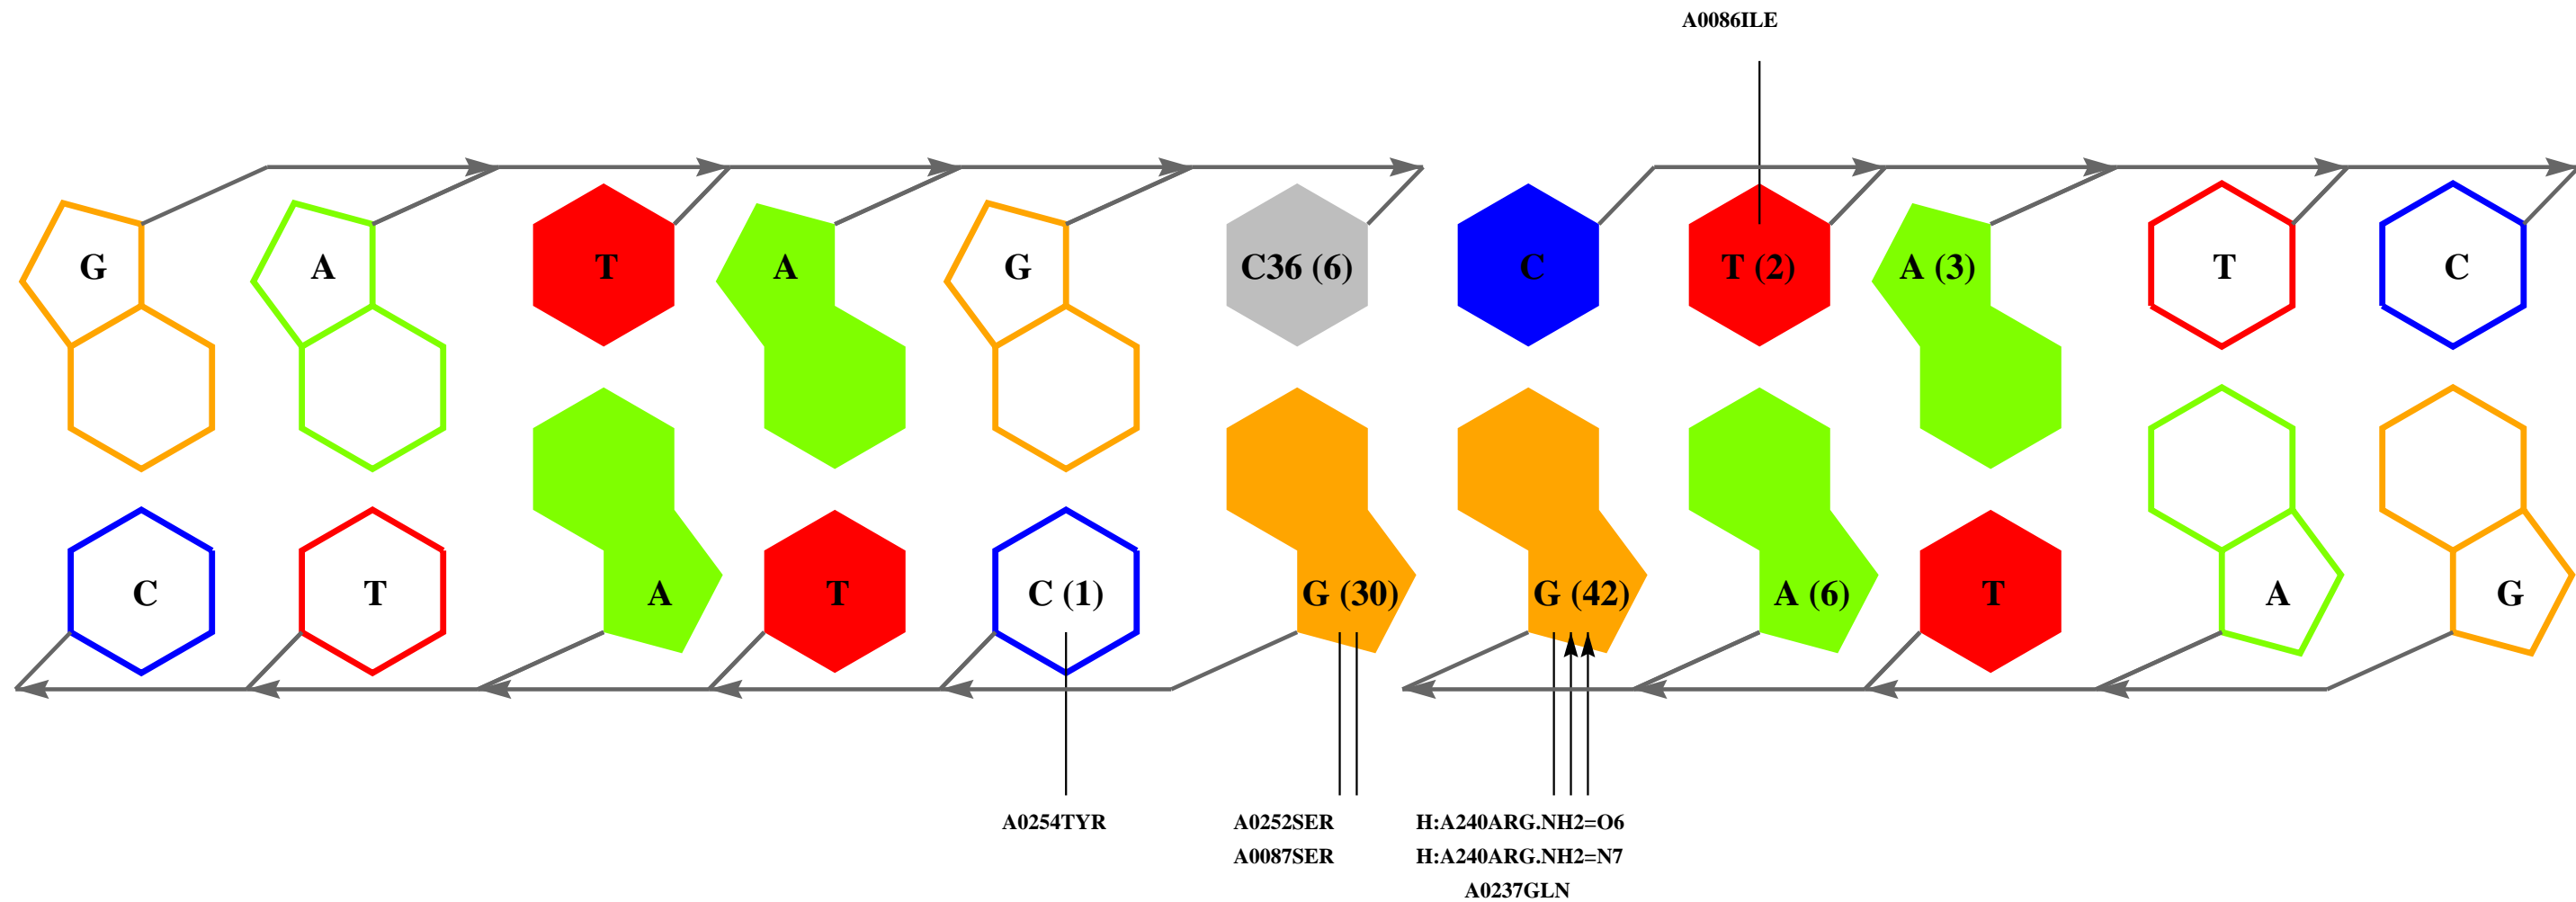 A0086ILE
G A T A G C36 (6) C T (2) A (3) T C
C T A T C (1) G (30) G (42) A (6) T A G
A0254TYR A0252SER H:A240ARG.NH2=O6
A0087SER H:A240ARG.NH2=N7
A0237GLN